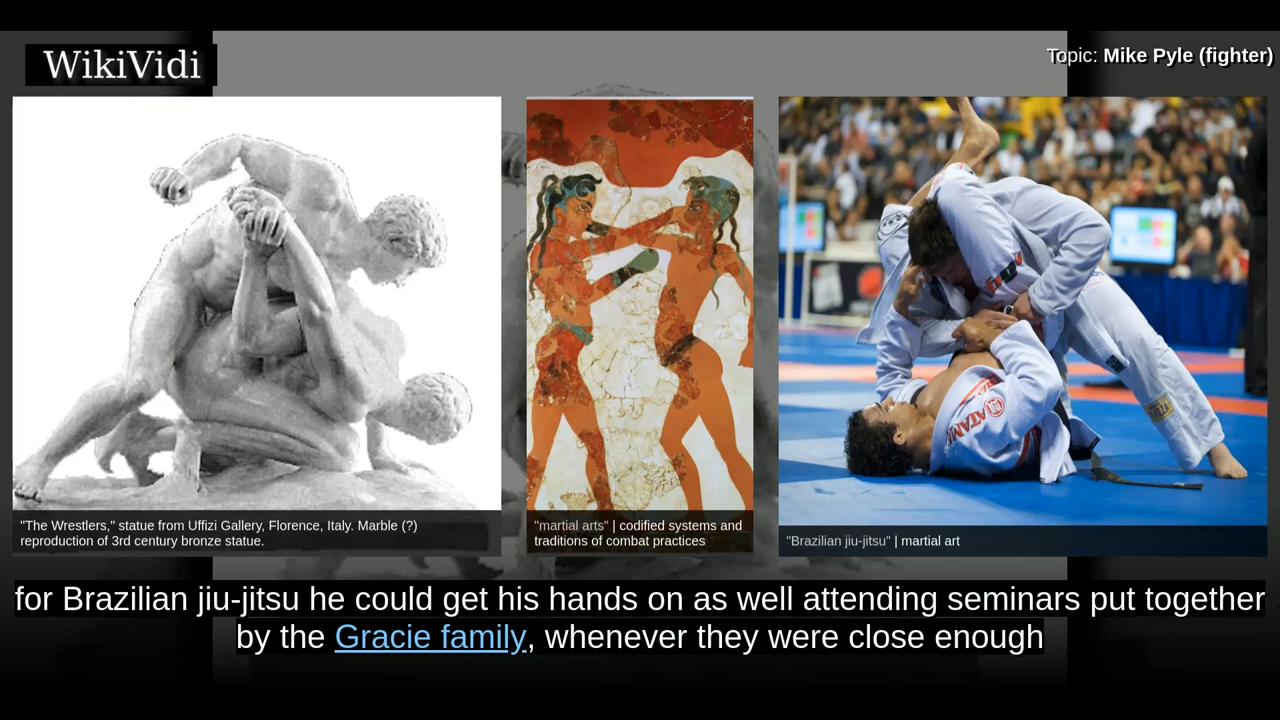 WikiVidi
Topic: Mike Pyle (fighter)
"The Wrestlers," statue from Uffizi Gallery, Florence, Italy. Marble (?)
reproduction of 3rd century bronze statue.
"martial arts" | codified systems and
traditions of combat practices
ATAMA
"Brazilian jiu-jitsu" | martial art
for Brazilian jiu-jitsu he could get his hands on as well attending seminars put together
by the Gracie family, whenever they were close enough